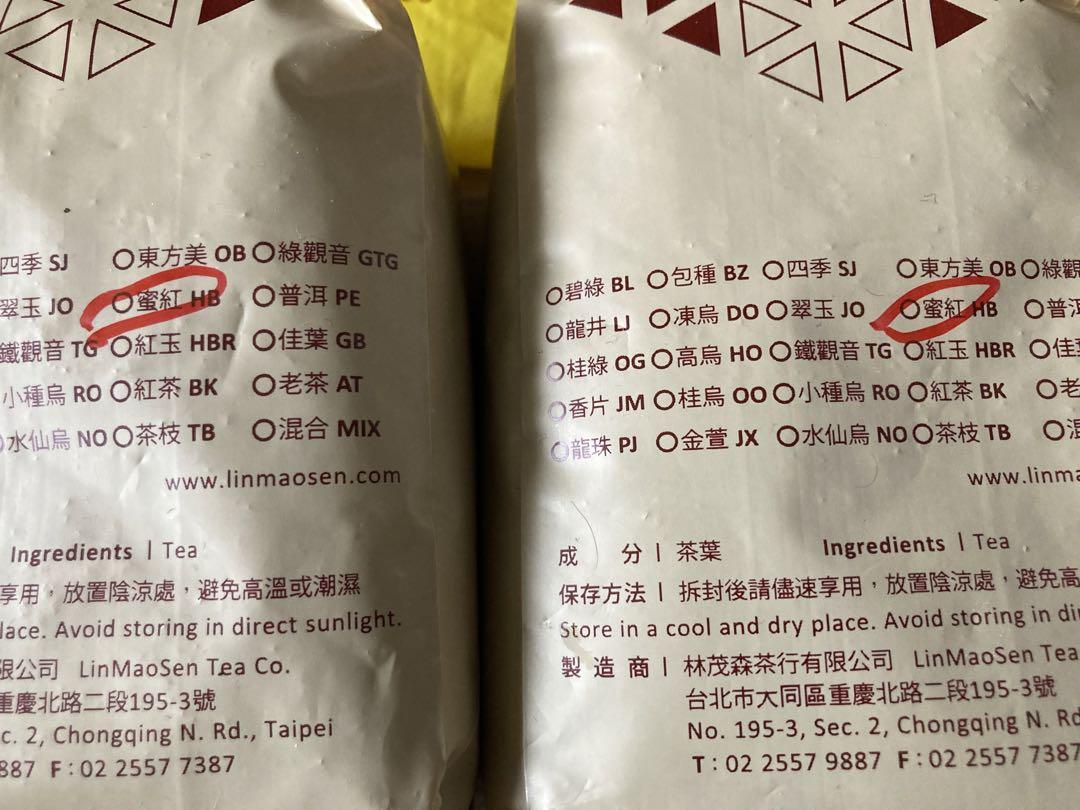 四季 SJ 東方美 OB 綠觀音 GTG
翠玉 JO 蜜紅 HB 普洱 PE
鐵觀音 TG 紅玉 HBR 佳葉 GB
小種烏 RO 紅茶 BK 老茶 AT
水仙烏 NO 茶枝 TB 混合 MIX
www.linmaosen.com
Ingredients | Tea
享用，放置陰涼處，避免高溫或潮濕
lace. Avoid storing in direct sunlight.
限公司 LinMaoSen Tea Co.
重慶北路二段195-3號
c. 2, Chongqing N. Rd., Taipei
887 F：02 2557 7387
碧綠 BL 包種 BZ 四季 SJ 東方美 OB 綠觀
龍井 LJ 凍烏 DO 翠玉 JO 蜜紅 HB 普洱
桂綠 OG 高烏 HO 鐵觀音 TG 紅玉 HBR 佳
香片 JM 桂烏 OO 小種烏 RO 紅茶 BK 老
龍珠 PJ 金萱 JX 水仙烏 NO 茶枝 TB 混
www.linma
成 分 | 茶葉 Ingredients | Tea
保存方法 | 拆封後請儘速享用，放置陰涼處，避免高
Store in a cool and dry place. Avoid storing in di
製 造 商 | 林茂森茶行有限公司 LinMaoSen Tea
台北市大同區重慶北路二段195-3號
No. 195-3, Sec. 2, Chongqing N. Rd
T：02 2557 9887 F：02 2557 7387